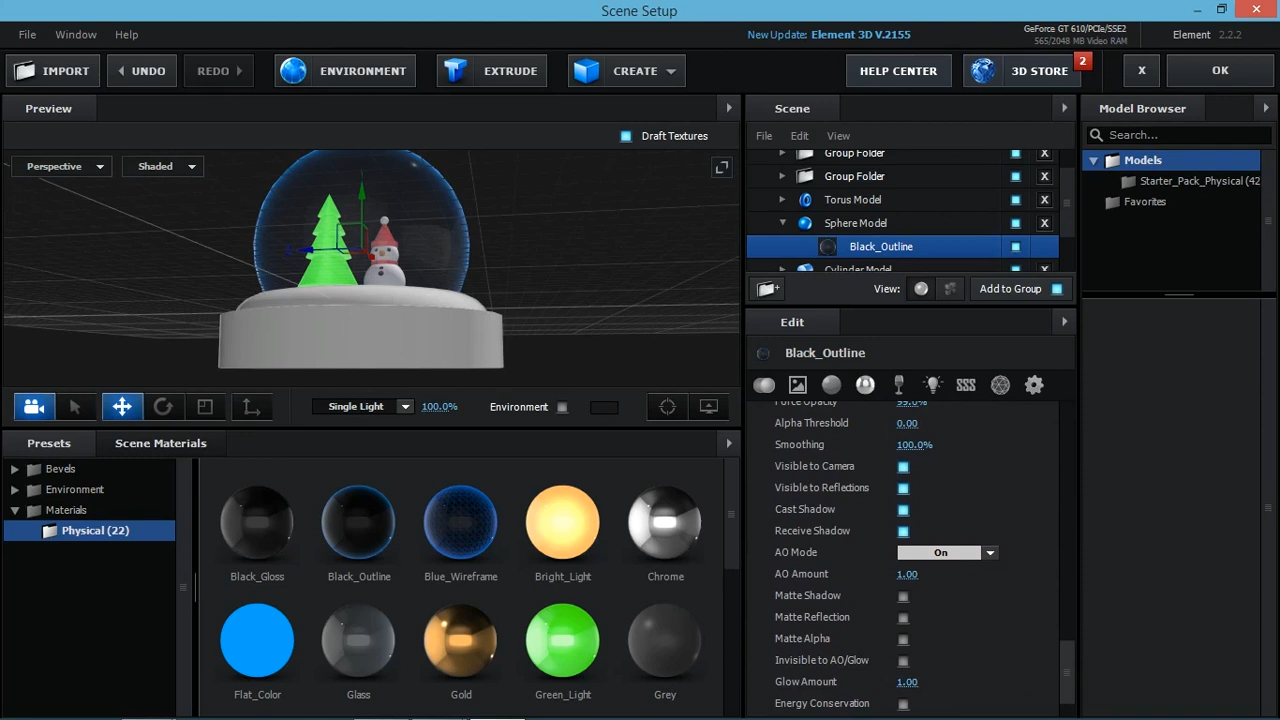 Scene Setup
File Window Help
New Update: Element 3D V.2155
GeForce GT 610/PCIe/SSE2
565/2048 MB Video RAM
Element 2.2.2
IMPORT
UNDO
REDO
ENVIRONMENT
EXTRUDE
CREATE
HELP CENTER
3D STORE
2
X
OK
Preview
Draft Textures
Perspective
Shaded
Single Light
100.0%
Environment
Presets
Scene Materials
Bevels
Environment
Materials
Physical (22)
Black_Gloss
Black_Outline
Blue_Wireframe
Bright_Light
Chrome
Flat_Color
Glass
Gold
Green_Light
Grey
Scene
File Edit View
Group Folder X
Group Folder X
Torus Model X
Sphere Model X
Black_Outline
Cylinder Model X
View:
Add to Group
Edit
Black_Outline
Force Opacity 99.0%
Alpha Threshold 0.00
Smoothing 100.0%
Visible to Camera
Visible to Reflections
Cast Shadow
Receive Shadow
AO Mode On
AO Amount 1.00
Matte Shadow
Matte Reflection
Matte Alpha
Invisible to AO/Glow
Glow Amount 1.00
Energy Conservation
Model Browser
Search...
Models
Starter_Pack_Physical (42
Favorites